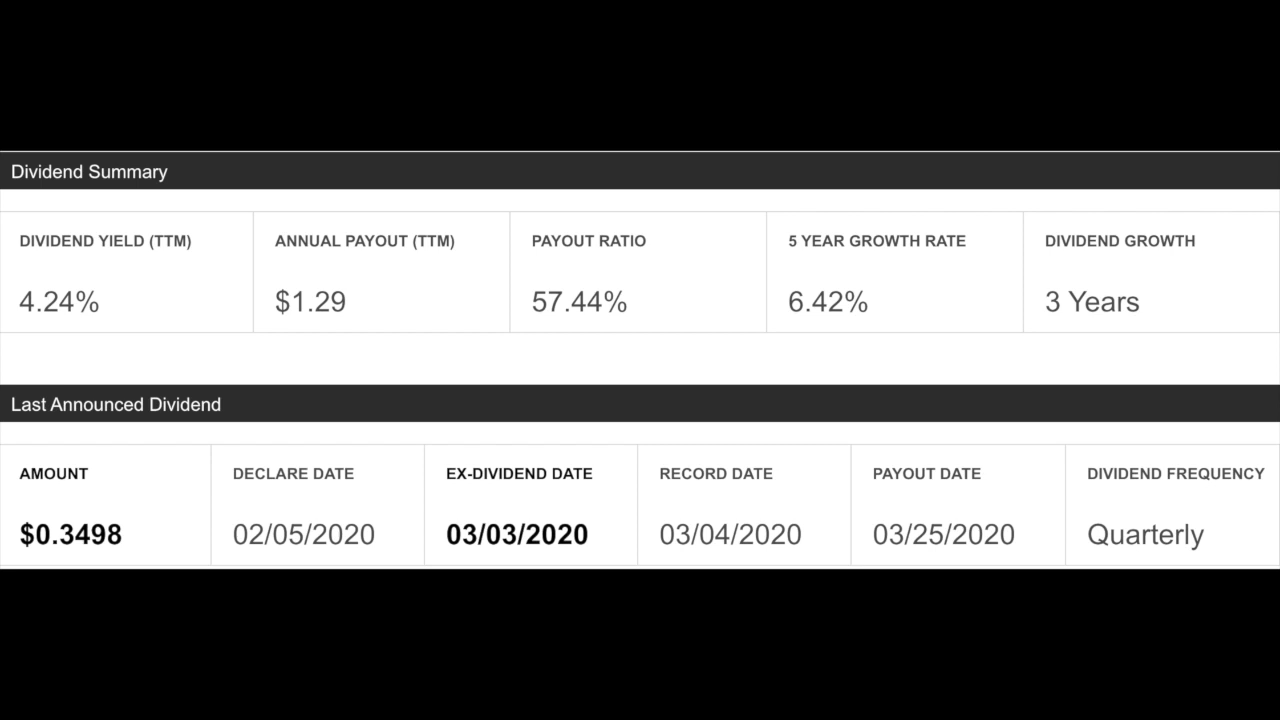 Dividend Summary
DIVIDEND YIELD (TTM) ANNUAL PAYOUT (TTM) PAYOUT RATIO 5 YEAR GROWTH RATE DIVIDEND GROWTH
4.24% $1.29 57.44% 6.42% 3 Years
Last Announced Dividend
AMOUNT DECLARE DATE EX-DIVIDEND DATE RECORD DATE PAYOUT DATE DIVIDEND FREQUENCY
$0.3498 02/05/2020 03/03/2020 03/04/2020 03/25/2020 Quarterly